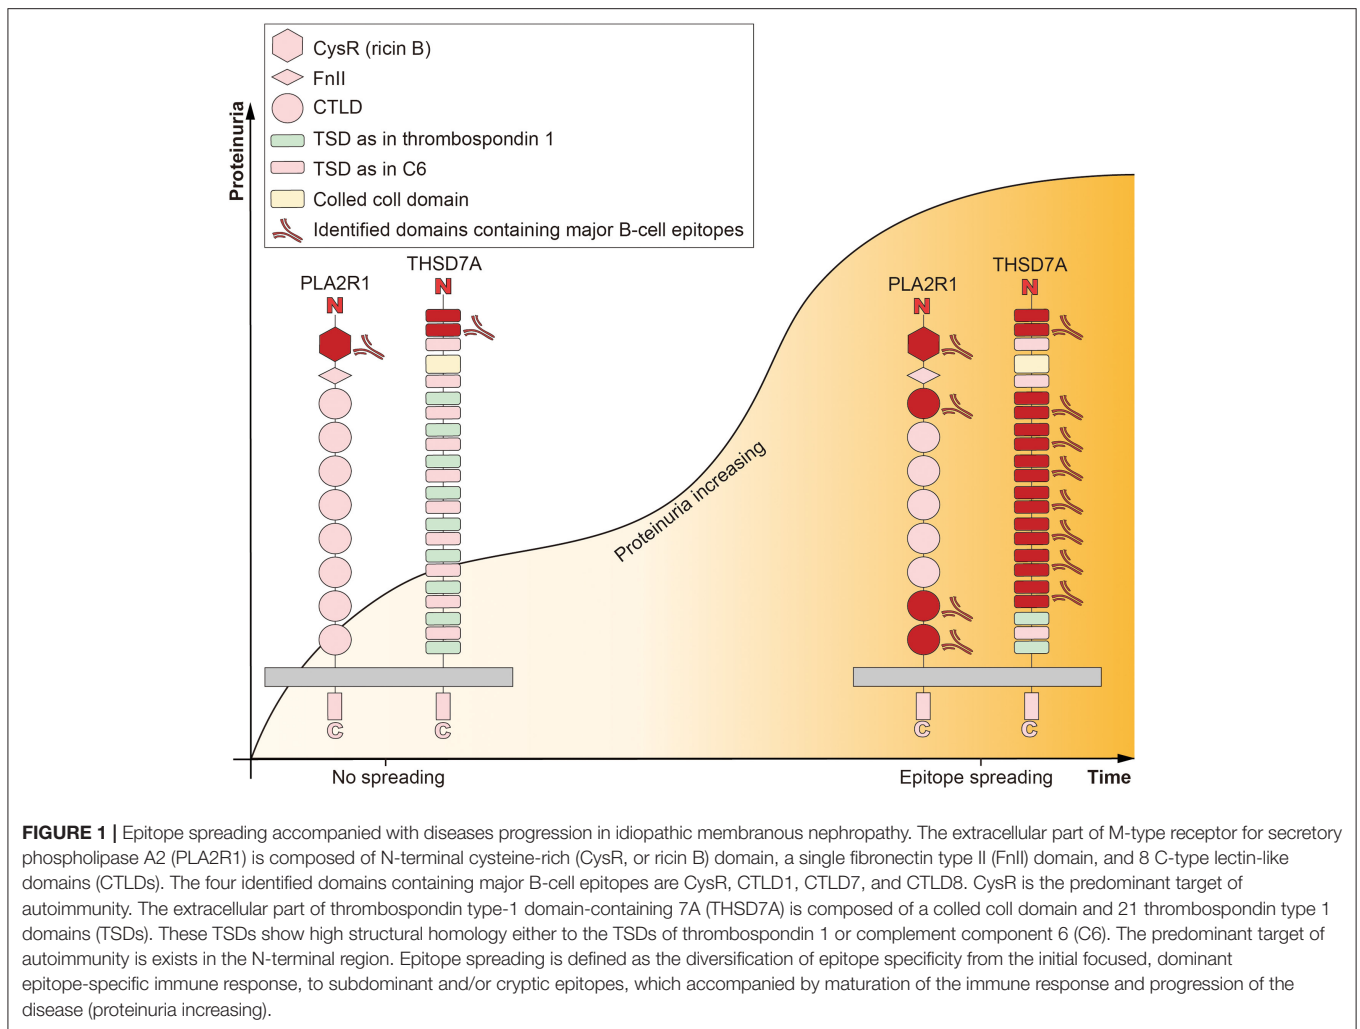 CysR (ricin B)
FnII
CTLD
TSD as in thrombospondin 1
TSD as in C6
Colled coll domain
Identified domains containing major B-cell epitopes
Proteinuria
PLA2R1
N
C
THSD7A
N
C
Proteinuria increasing
PLA2R1
N
C
THSD7A
N
C
No spreading
Epitope spreading
Time
FIGURE 1 | Epitope spreading accompanied with diseases progression in idiopathic membranous nephropathy. The extracellular part of M-type receptor for secretory
phospholipase A2 (PLA2R1) is composed of N-terminal cysteine-rich (CysR, or ricin B) domain, a single fibronectin type II (FnII) domain, and 8 C-type lectin-like
domains (CTLDs). The four identified domains containing major B-cell epitopes are CysR, CTLD1, CTLD7, and CTLD8. CysR is the predominant target of
autoimmunity. The extracellular part of thrombospondin type-1 domain-containing 7A (THSD7A) is composed of a colled coll domain and 21 thrombospondin type 1
domains (TSDs). These TSDs show high structural homology either to the TSDs of thrombospondin 1 or complement component 6 (C6). The predominant target of
autoimmunity is exists in the N-terminal region. Epitope spreading is defined as the diversification of epitope specificity from the initial focused, dominant
epitope-specific immune response, to subdominant and/or cryptic epitopes, which accompanied by maturation of the immune response and progression of the
disease (proteinuria increasing).